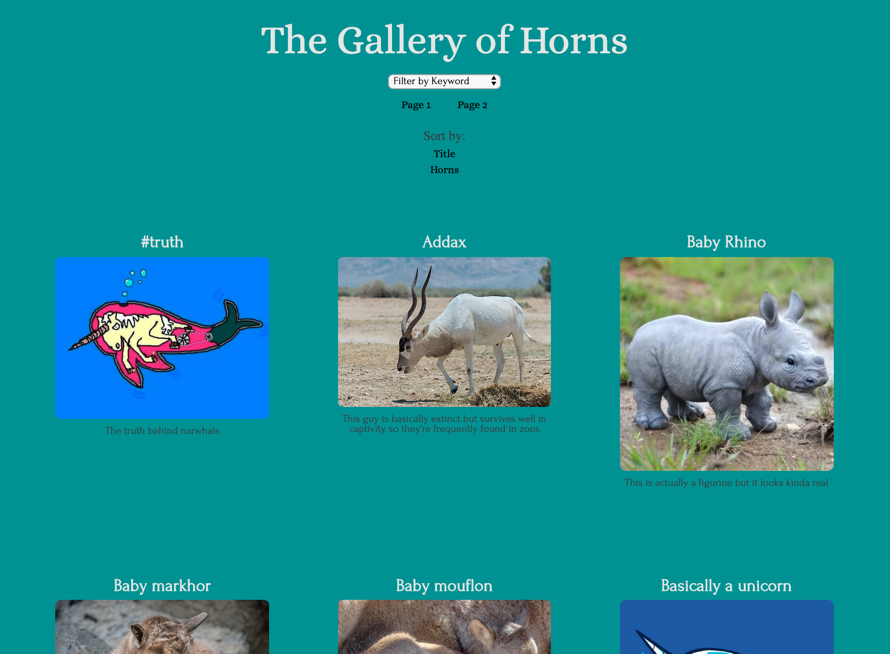 The Gallery of Horns
Filter by Keyword
Page 1 Page 2
Sort by:
Title
Horns
#truth
The truth behind narwhals
Addax
This guy is basically extinct but survives well in
captivity, so they're frequently found in zoos
Baby Rhino
This is actually a figurine but it looks kinda real
Baby markhor
Baby mouflon
Basically a unicorn